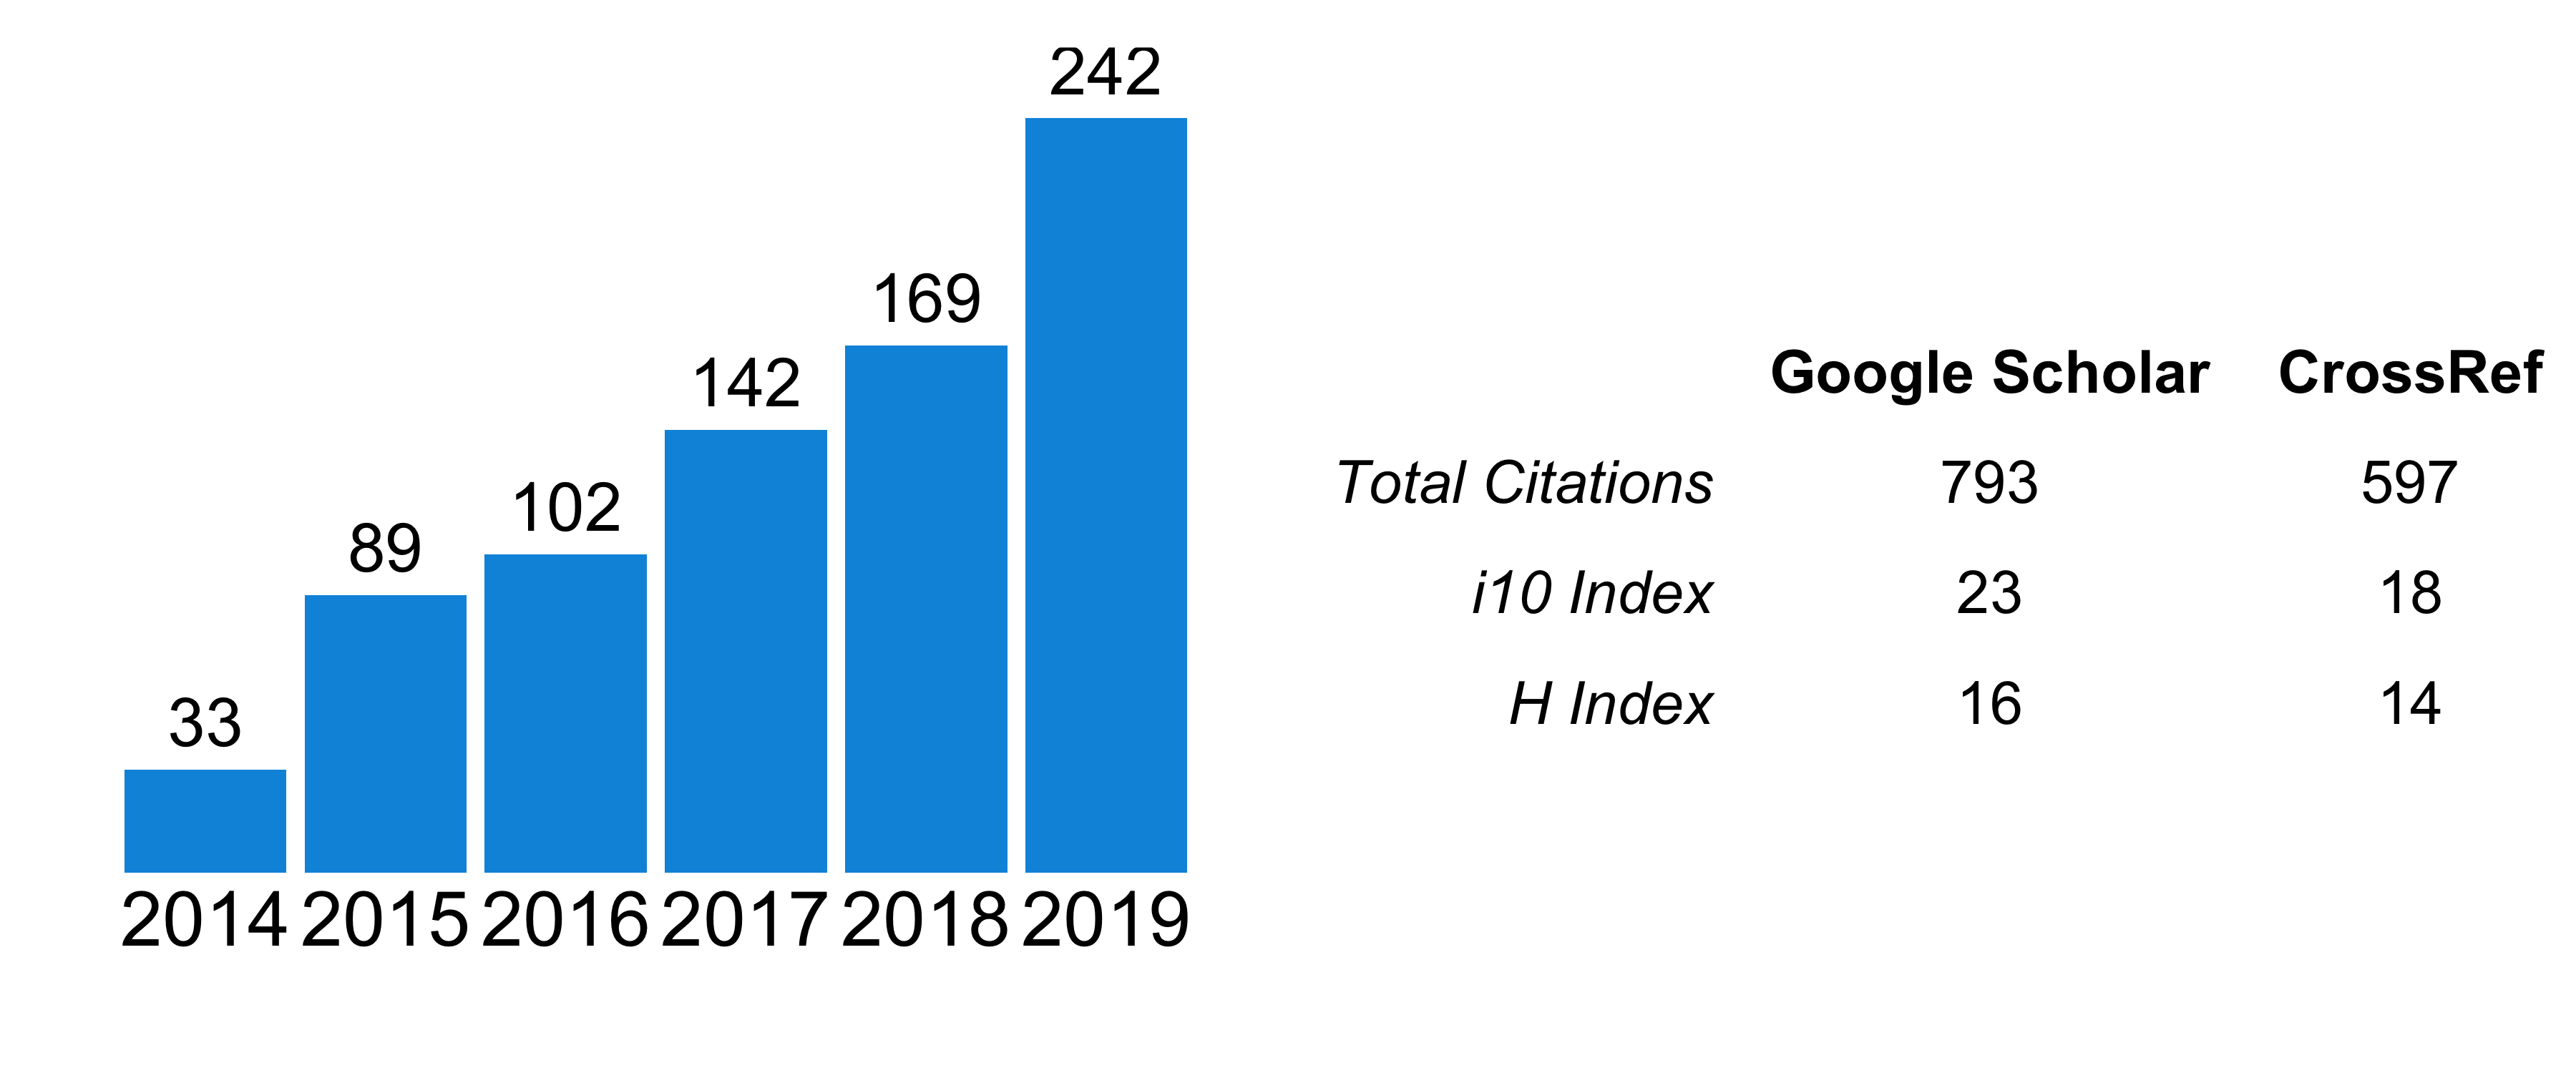 242
169
142
102
89
33
2014 2015 2016 2017 2018 2019
Google Scholar CrossRef
Total Citations 793 597
i10 Index 23 18
H Index 16 14